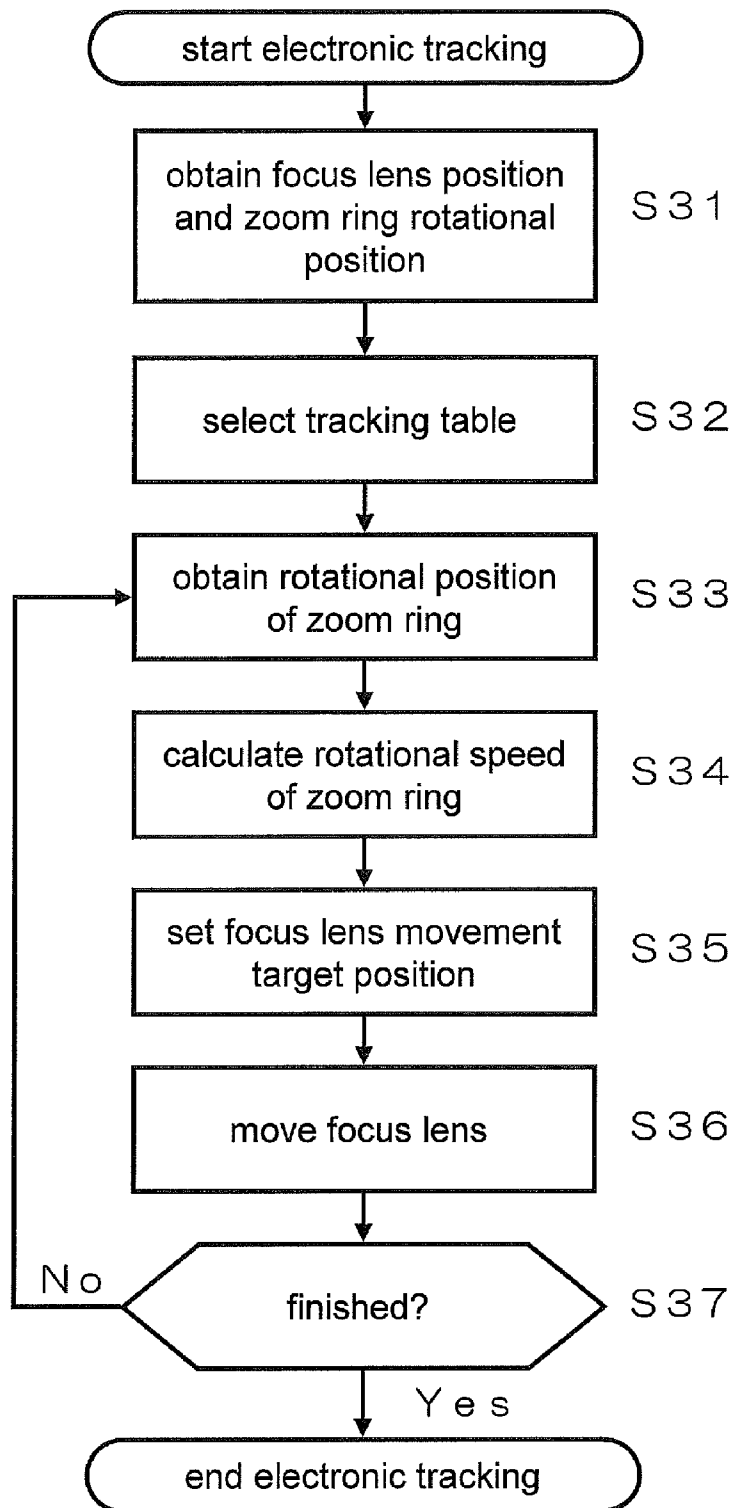 start electronic tracking
obtain focus lens position
and zoom ring rotational
position
S31
select tracking table
S32
obtain rotational position
of zoom ring
S33
calculate rotational speed
of zoom ring
S34
set focus lens movement
target position
S35
move focus lens
S36
No
finished?
S37
Yes
end electronic tracking